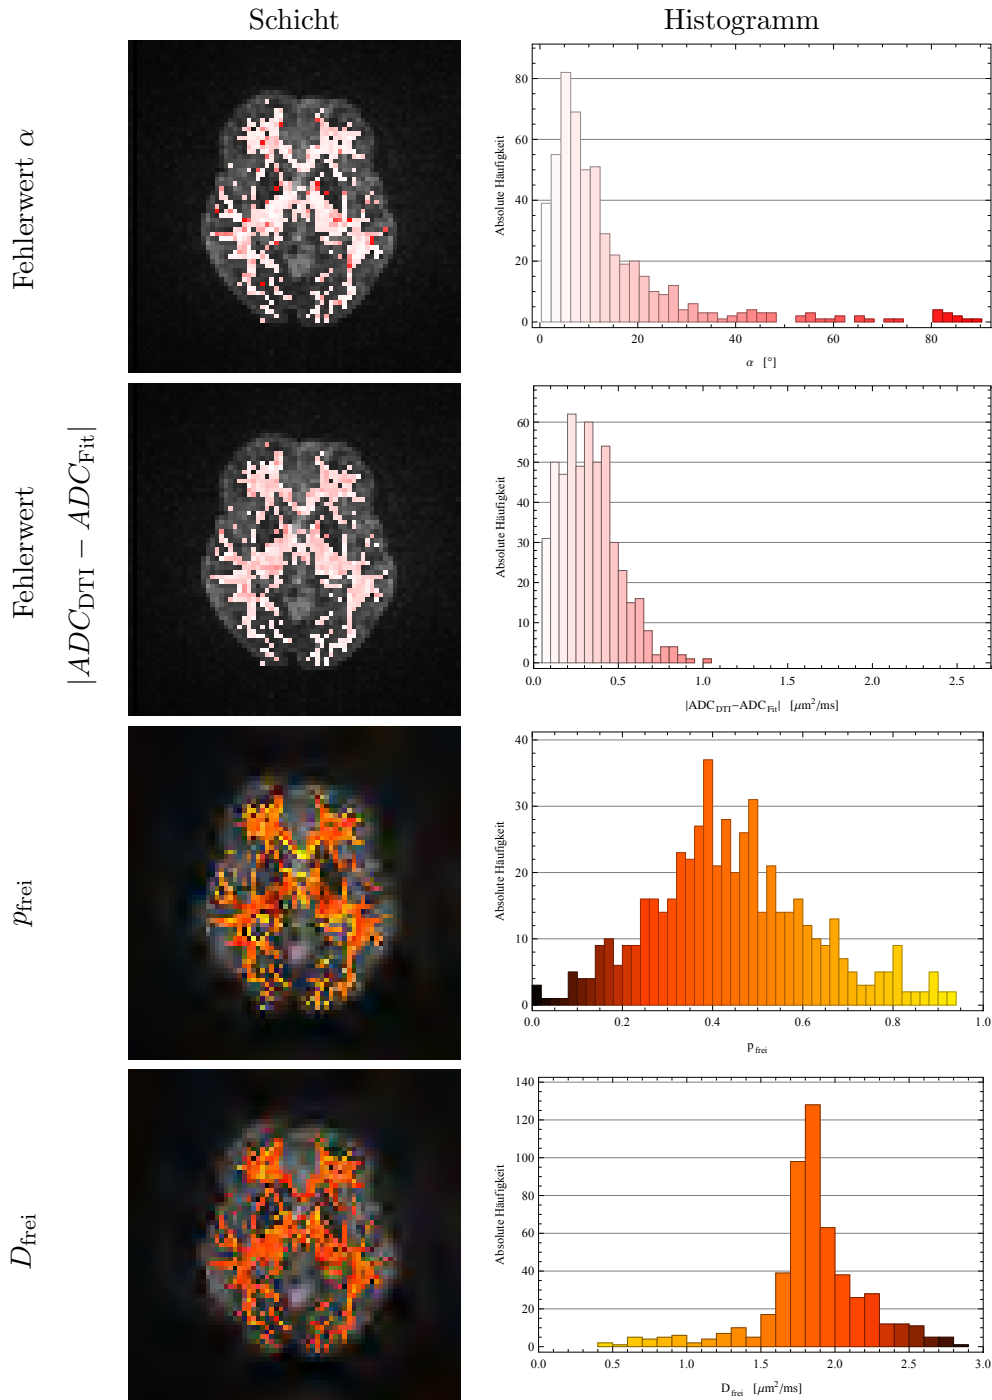 Schicht
Histogramm
Fehlerwert α
Absolute Häufigkeit
80
60
40
20
0
0 20 40 60 80
α [°]
Fehlerwert
|ADC_DTI − ADC_Fit|
Absolute Häufigkeit
60
50
40
30
20
10
0
0.0 0.5 1.0 1.5 2.0 2.5
|ADC_DTI−ADC_Fit| [μm²/ms]
p_frei
Absolute Häufigkeit
40
30
20
10
0
0.0 0.2 0.4 0.6 0.8 1.0
p_frei
D_frei
Absolute Häufigkeit
140
120
100
80
60
40
20
0
0.0 0.5 1.0 1.5 2.0 2.5 3.0
D_frei [μm²/ms]